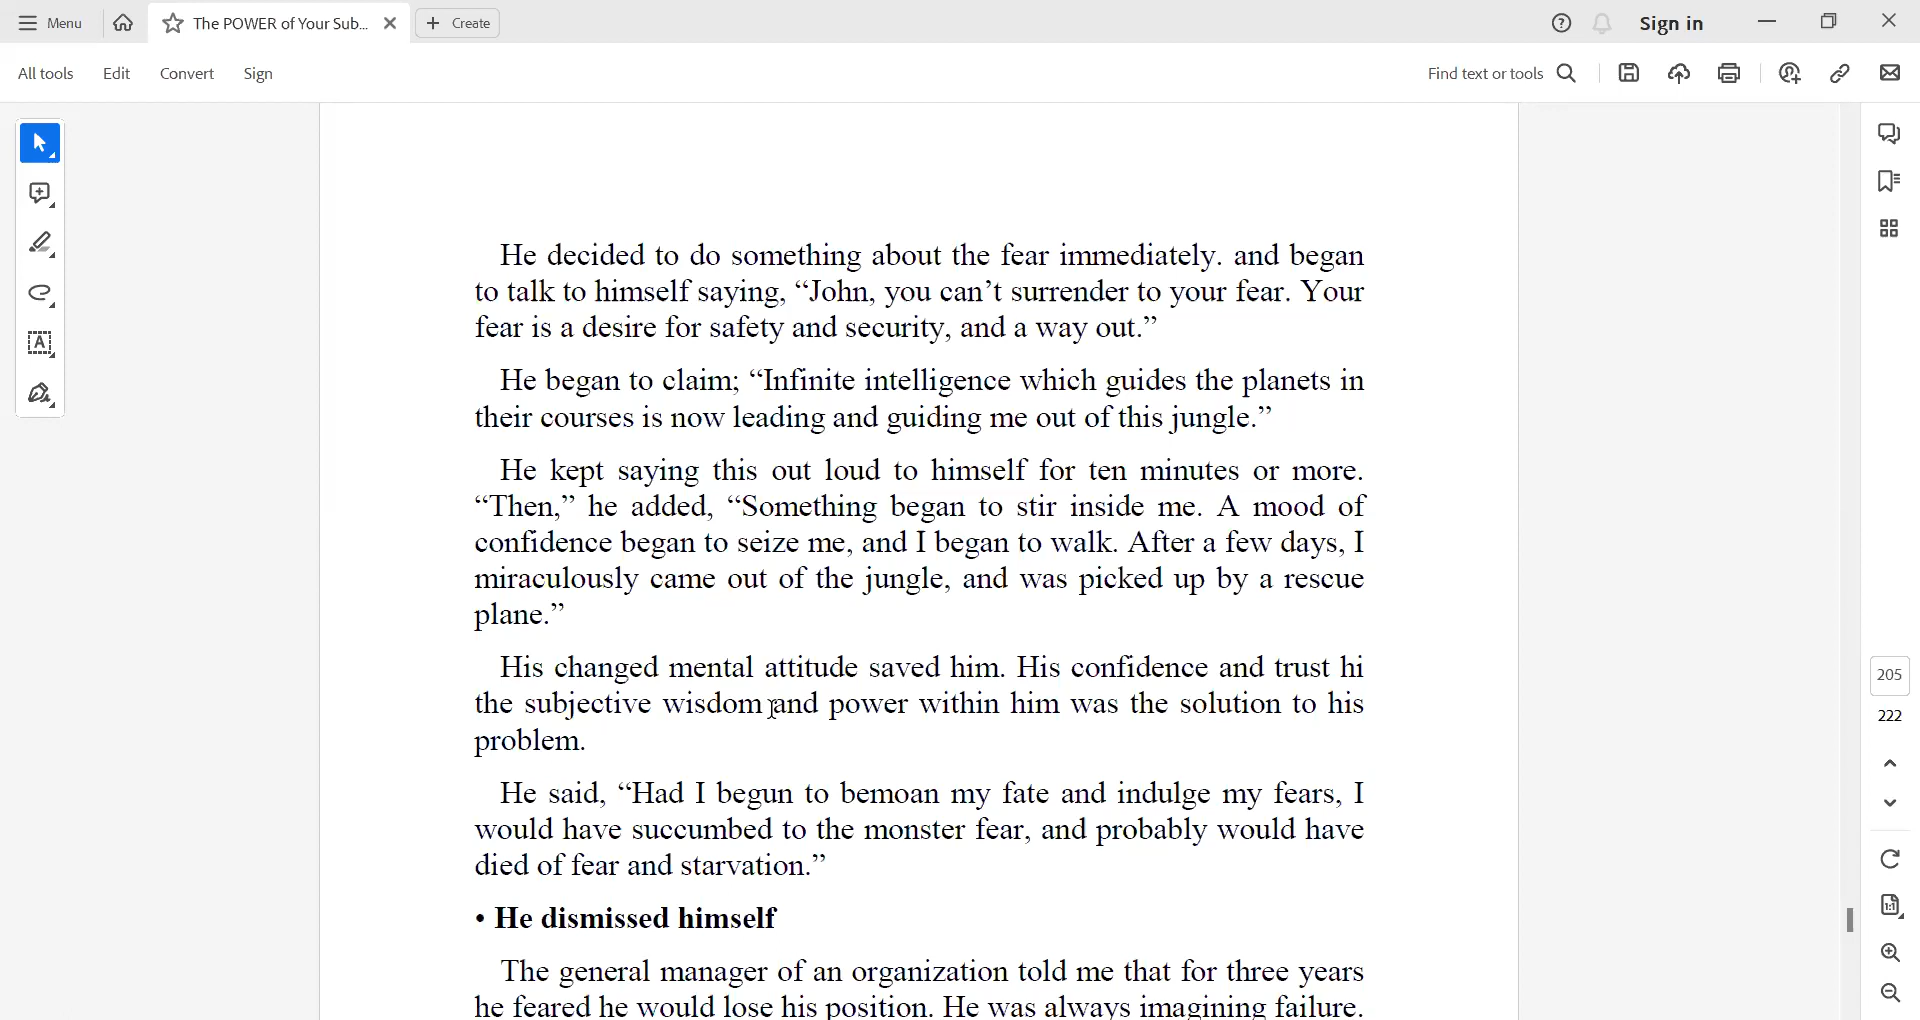 Menu
The POWER of Your Sub...
Create
Sign in
All tools
Edit
Convert
Sign
Find text or tools
He decided to do something about the fear immediately. and began
to talk to himself saying, “John, you can’t surrender to your fear. Your
fear is a desire for safety and security, and a way out.”
He began to claim; “Infinite intelligence which guides the planets in
their courses is now leading and guiding me out of this jungle.”
He kept saying this out loud to himself for ten minutes or more.
“Then,” he added, “Something began to stir inside me. A mood of
confidence began to seize me, and I began to walk. After a few days, I
miraculously came out of the jungle, and was picked up by a rescue
plane.”
His changed mental attitude saved him. His confidence and trust hi
the subjective wisdom and power within him was the solution to his
problem.
He said, “Had I begun to bemoan my fate and indulge my fears, I
would have succumbed to the monster fear, and probably would have
died of fear and starvation.”
• He dismissed himself
The general manager of an organization told me that for three years
he feared he would lose his position. He was always imagining failure.
205
222